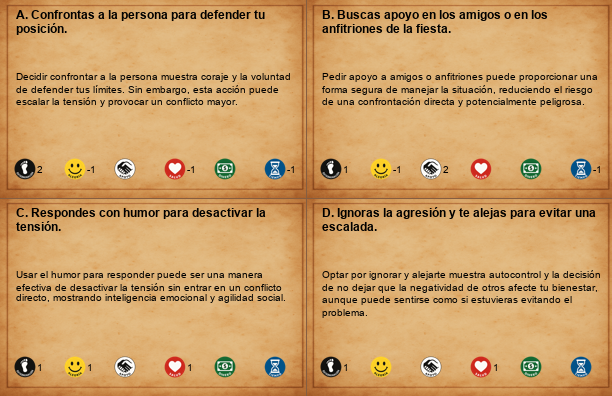 A. Confrontas a la persona para defender tu
posición.
Decidir confrontar a la persona muestra coraje y la voluntad
de defender tus límites. Sin embargo, esta acción puede
escalar la tensión y provocar un conflicto mayor.
2 -1 -1 -1
B. Buscas apoyo en los amigos o en los
anfitriones de la fiesta.
Pedir apoyo a amigos o anfitriones puede proporcionar una
forma segura de manejar la situación, reduciendo el riesgo
de una confrontación directa y potencialmente peligrosa.
1 -1 2 -1
C. Respondes con humor para desactivar la
tensión.
Usar el humor para responder puede ser una manera
efectiva de desactivar la tensión sin entrar en un conflicto
directo, mostrando inteligencia emocional y agilidad social.
1 1 1
D. Ignoras la agresión y te alejas para evitar una
escalada.
Optar por ignorar y alejarte muestra autocontrol y la decisión
de no dejar que la negatividad de otros afecte tu bienestar,
aunque puede sentirse como si estuvieras evitando el
problema.
1 1